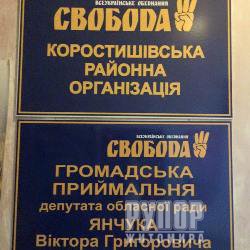 ВСЕУКРАЇНСЬКЕ ОБ'ЄДНАННЯ
СВОБОДА
КОРОСТИШІВСЬКА
РАЙОННА
ОРГАНІЗАЦІЯ
ВСЕУКРАЇНСЬКЕ ОБ'ЄДНАННЯ
СВОБОДА
ГРОМАДСЬКА
ПРИЙМАЛЬНЯ
депутата обласної ради
ЯНЧУКА
Віктора Григоровича
ЖИТОМИРА